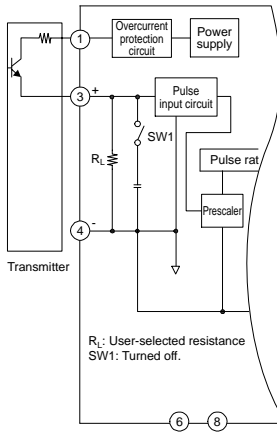 1
Overcurrent
protection
circuit
Power
supply
3
+
Pulse
input circuit
SW1
RL
Pulse rat
Prescaler
4
-
Transmitter
RL: User-selected resistance
SW1: Turned off.
6
8